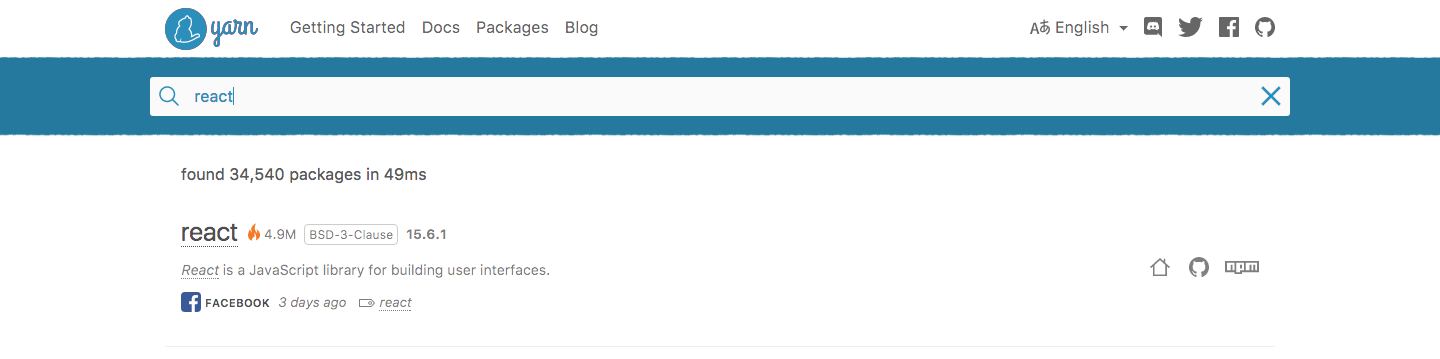 yarn Getting Started Docs Packages Blog Aあ English
react
found 34,540 packages in 49ms
react 4.9M BSD-3-Clause 15.6.1
React is a JavaScript library for building user interfaces.
npm
FACEBOOK 3 days ago react